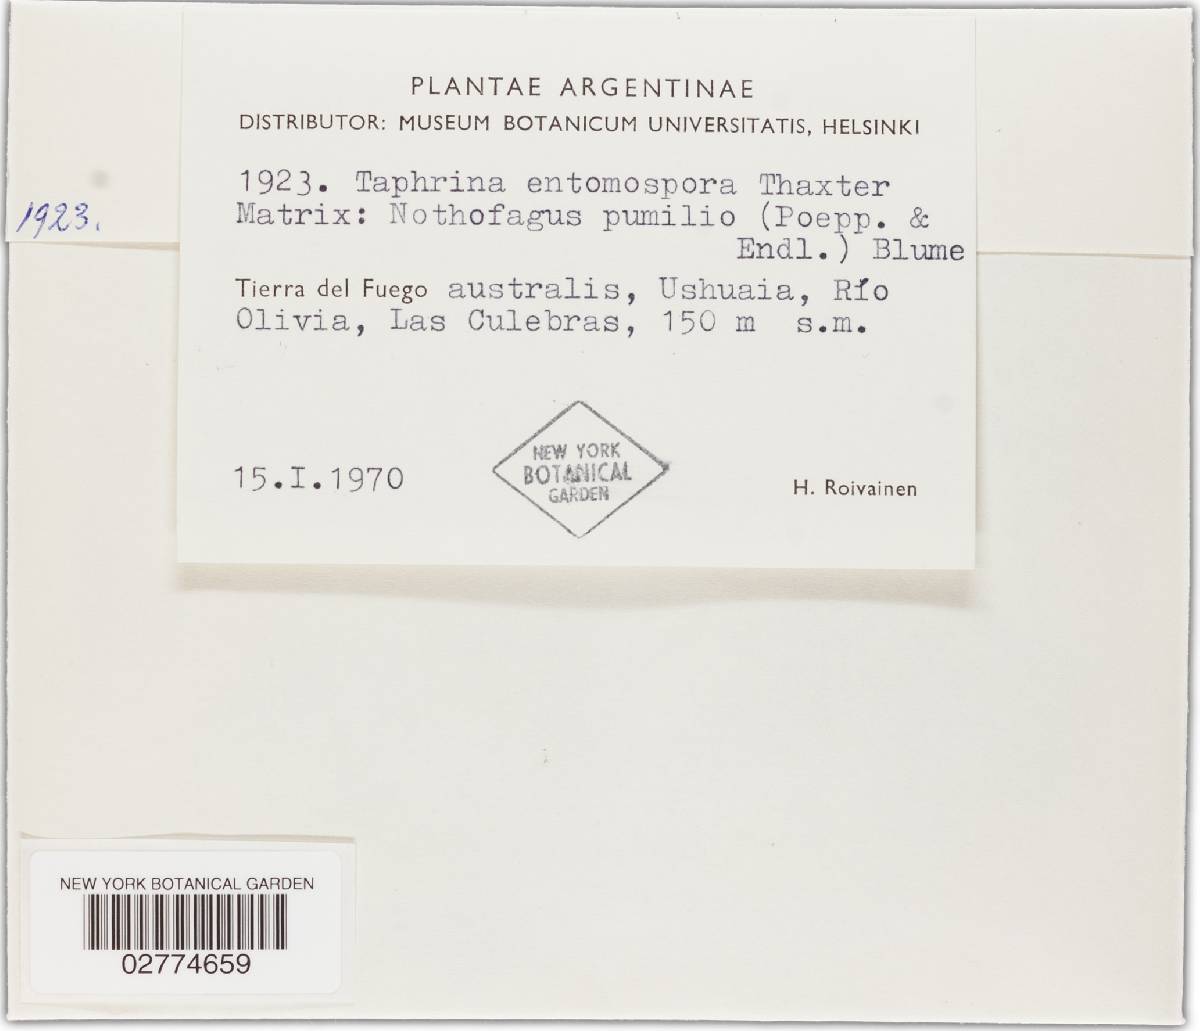 PLANTAE ARGENTINAE
DISTRIBUTOR: MUSEUM BOTANICUM UNIVERSITATIS, HELSINKI
1923. Taphrina entomospora Thaxter
Matrix: Nothofagus pumilio (Poepp. &
Endl.) Blume
Tierra del Fuego australis, Ushuaia, Río
Olivia, Las Culebras, 150 m s.m.
15.I.1970
H. Roivainen
NEW YORK
BOTANICAL
GARDEN
1923.
NEW YORK BOTANICAL GARDEN
02774659